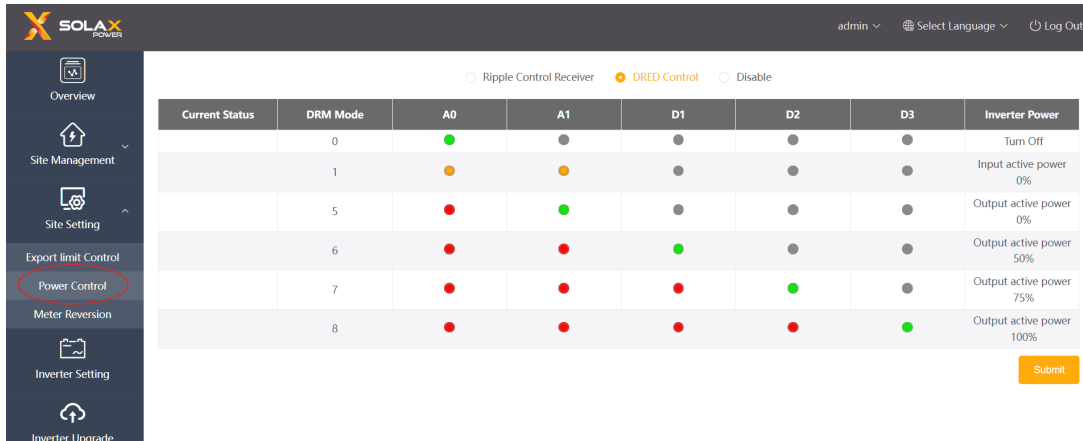 SOLAX
POWER
admin
Select Language
Log Out
Overview
Site Management
Site Setting
Export limit Control
Power Control
Meter Reversion
Inverter Setting
Inverter Upgrade
Ripple Control Receiver DRED Control Disable
Current Status DRM Mode A0 A1 D1 D2 D3 Inverter Power
0 Turn Off
1 Input active power
0%
5 Output active power
0%
6 Output active power
50%
7 Output active power
75%
8 Output active power
100%
Submit